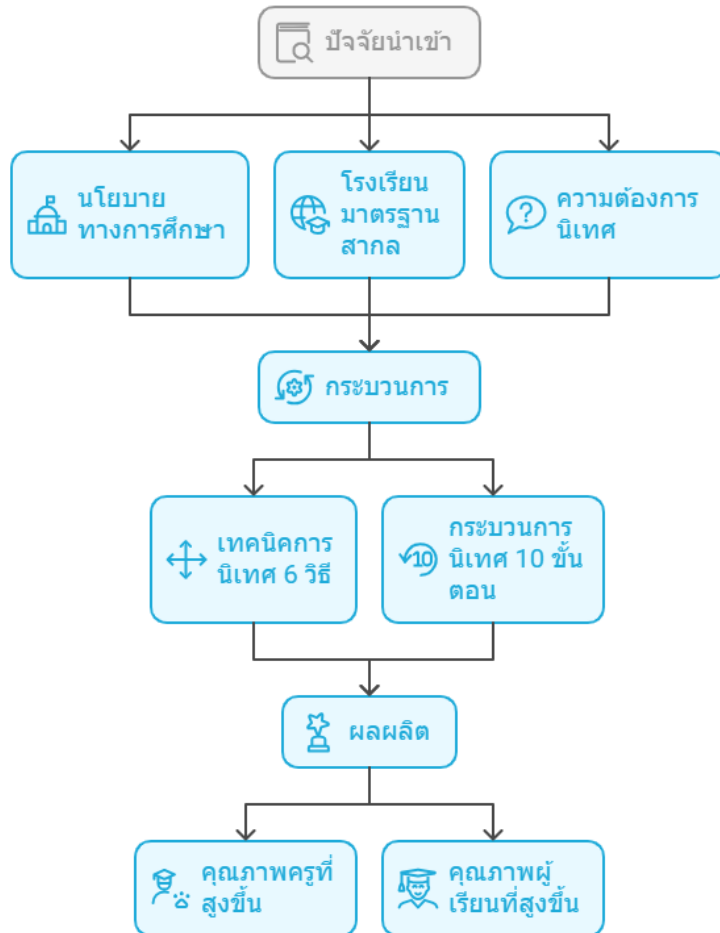 ปัจจัยนำเข้า
นโยบาย
ทางการศึกษา
โรงเรียน
มาตรฐาน
สากล
ความต้องการ
นิเทศ
กระบวนการ
เทคนิคการ
นิเทศ 6 วิธี
10
กระบวนการ
นิเทศ 10 ขั้น
ตอน
ผลผลิต
คุณภาพครูที่
สูงขึ้น
คุณภาพผู้
เรียนที่สูงขึ้น